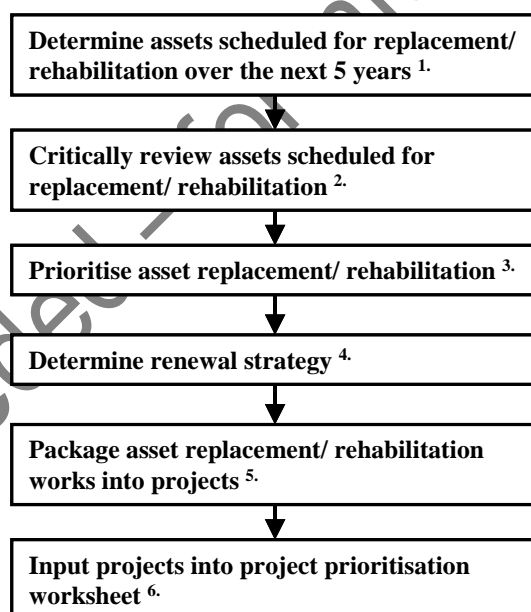 Determine assets scheduled for replacement/
rehabilitation over the next 5 years 1.
Critically review assets scheduled for
replacement/ rehabilitation 2.
Prioritise asset replacement/ rehabilitation 3.
Determine renewal strategy 4.
Package asset replacement/ rehabilitation
works into projects 5.
Input projects into project prioritisation
worksheet 6.